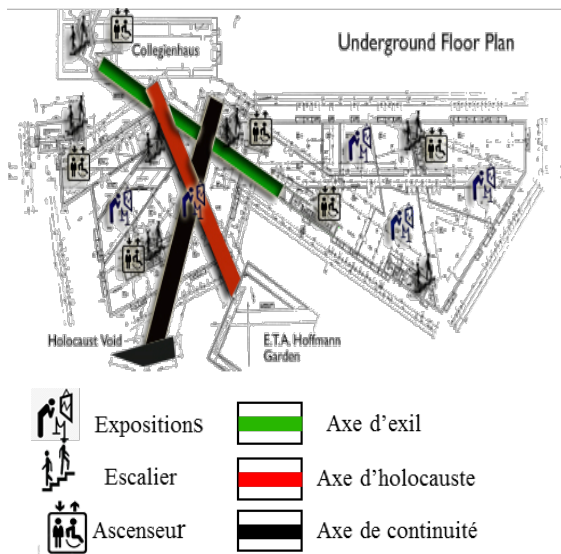 Collegienhaus
Underground Floor Plan
Holocaust Void
E.T.A. Hoffmann
Garden
Expositions
Axe d'exil
Escalier
Axe d'holocauste
Ascenseur
Axe de continuité